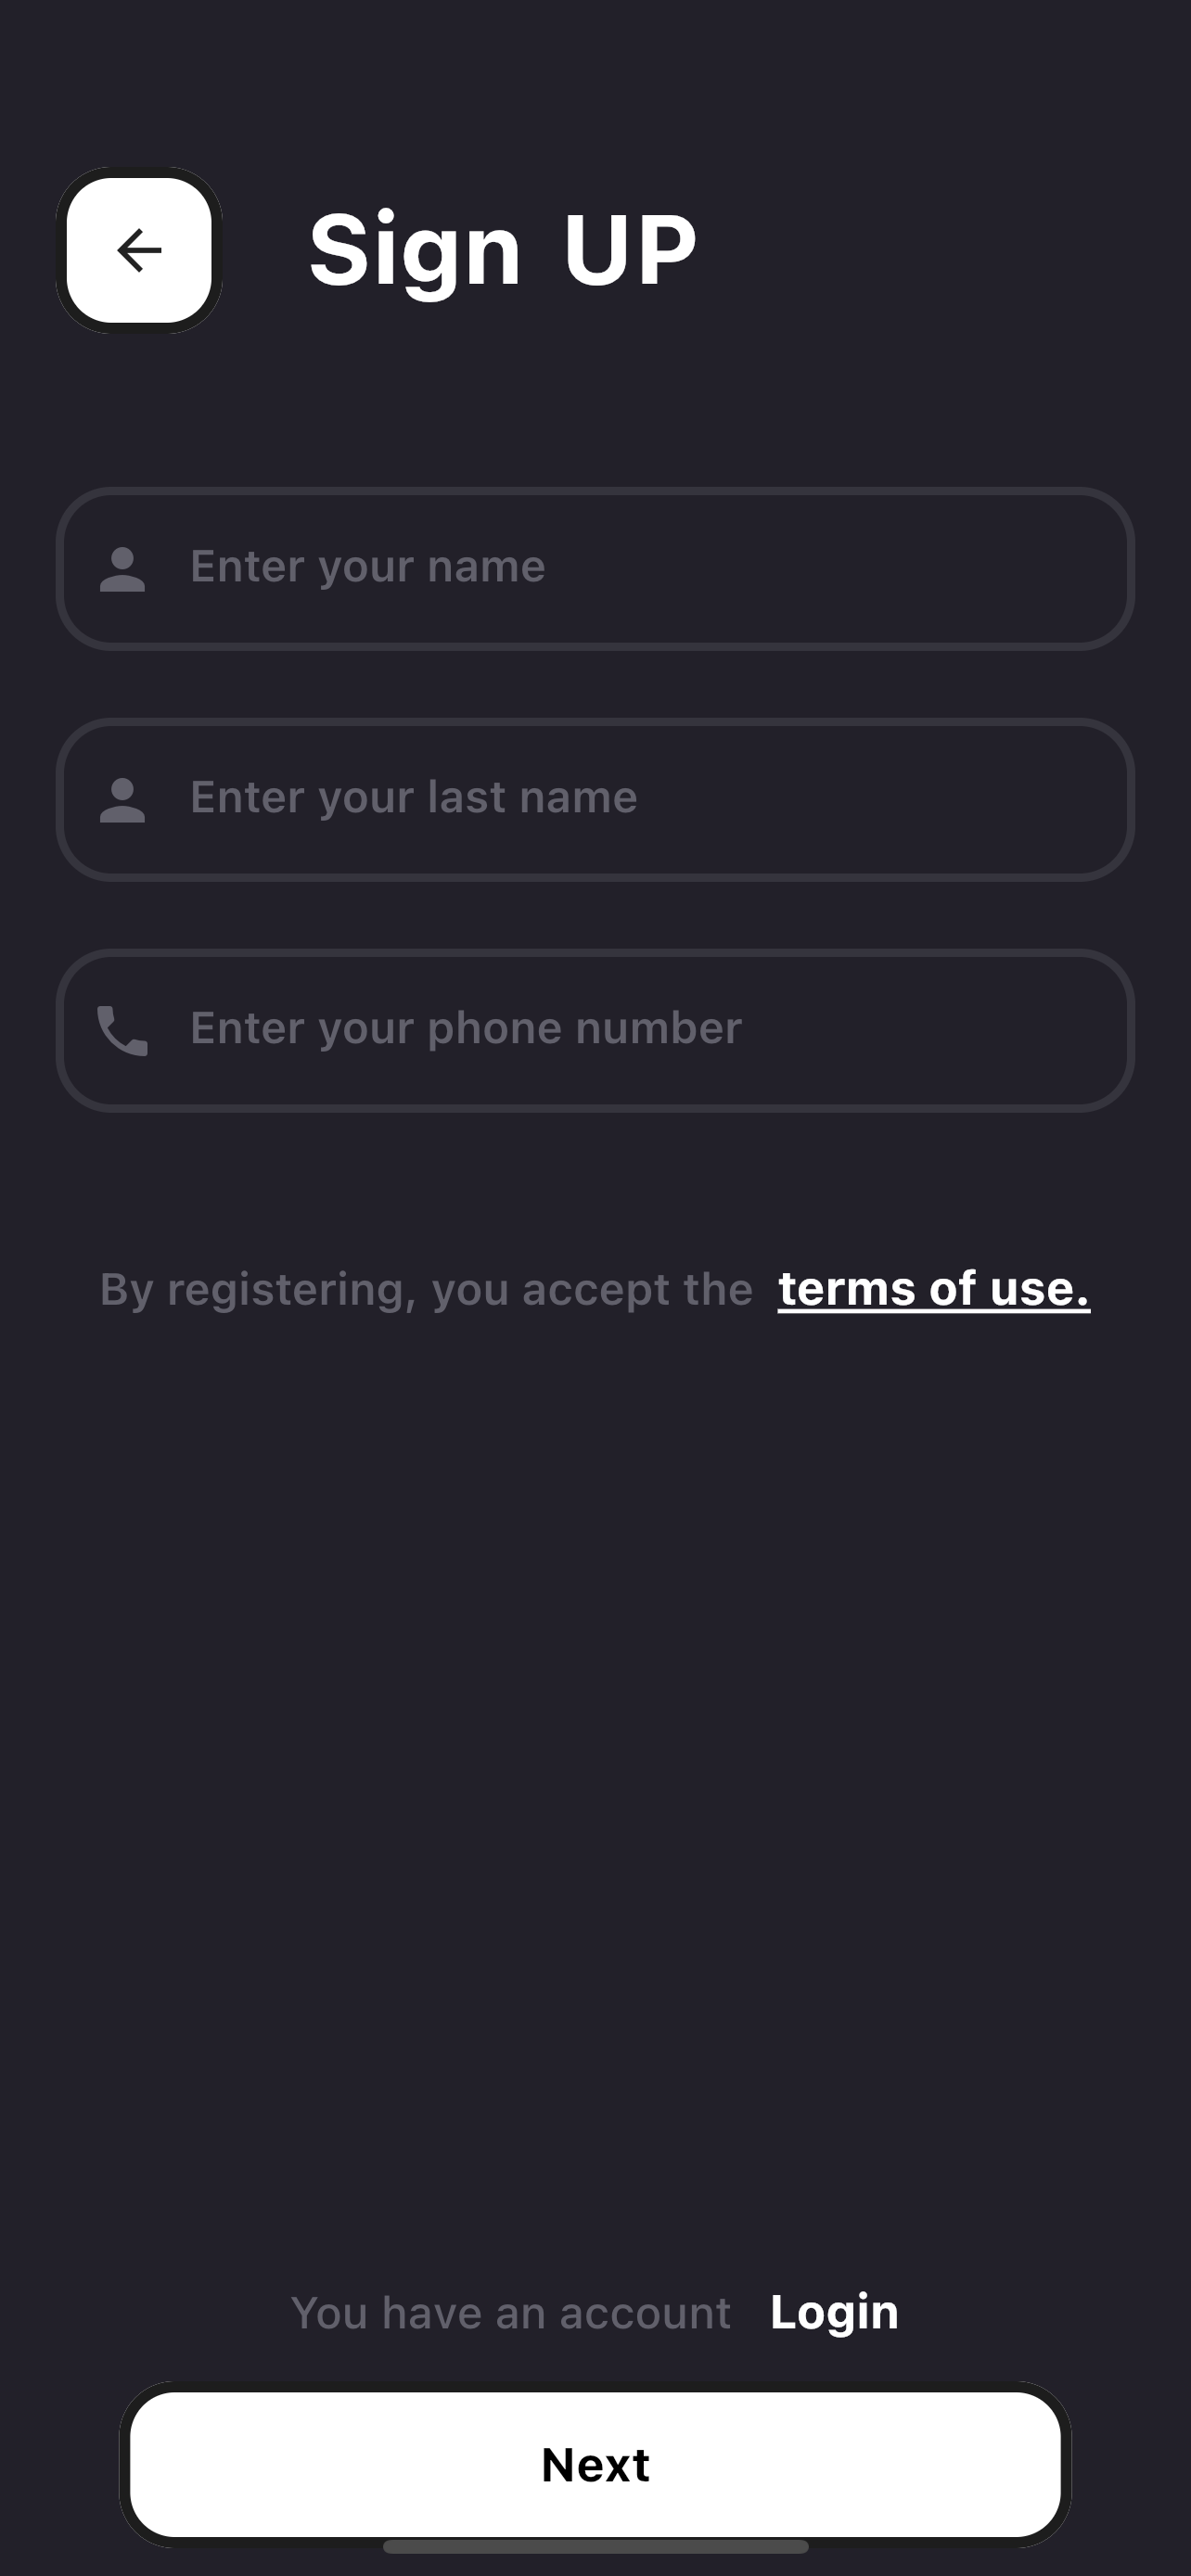 Sign UP
Enter your name
Enter your last name
Enter your phone number
By registering, you accept the terms of use.
You have an account Login
Next